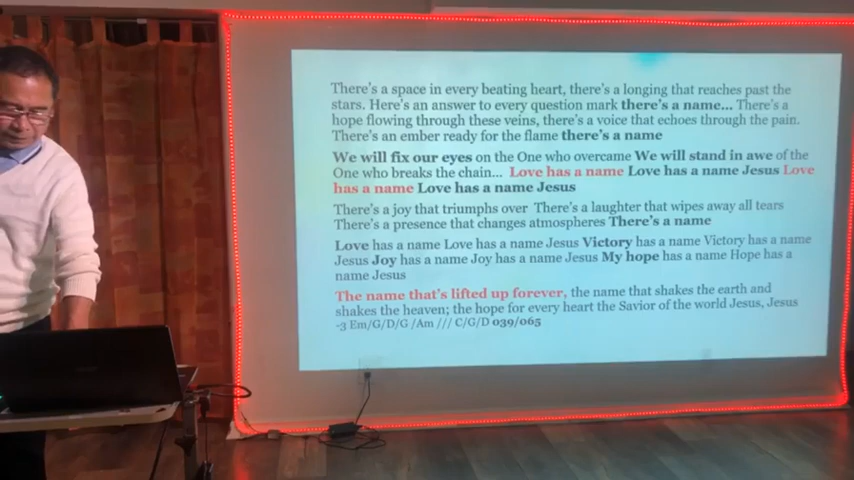 There's a space in every beating heart, there's a longing that reaches past the
stars. Here's an answer to every question mark there's a name... There's a
hope flowing through these veins, there's a voice that echoes through the pain.
There's an ember ready for the flame there's a name
We will fix our eyes on the One who overcame We will stand in awe of the
One who breaks the chain... Love has a name Love has a name Jesus Love
has a name Love has a name Jesus
There's a joy that triumphs over There's a laughter that wipes away all tears
There's a presence that changes atmospheres There's a name
Love has a name Love has a name Jesus Victory has a name Victory has a name
Jesus Joy has a name Joy has a name Jesus My hope has a name Hope has a
name Jesus
The name that's lifted up forever, the name that shakes the earth and
shakes the heaven; the hope for every heart the Savior of the world Jesus, Jesus
-3 Em/G/D/G /Am /// C/G/D 039/065